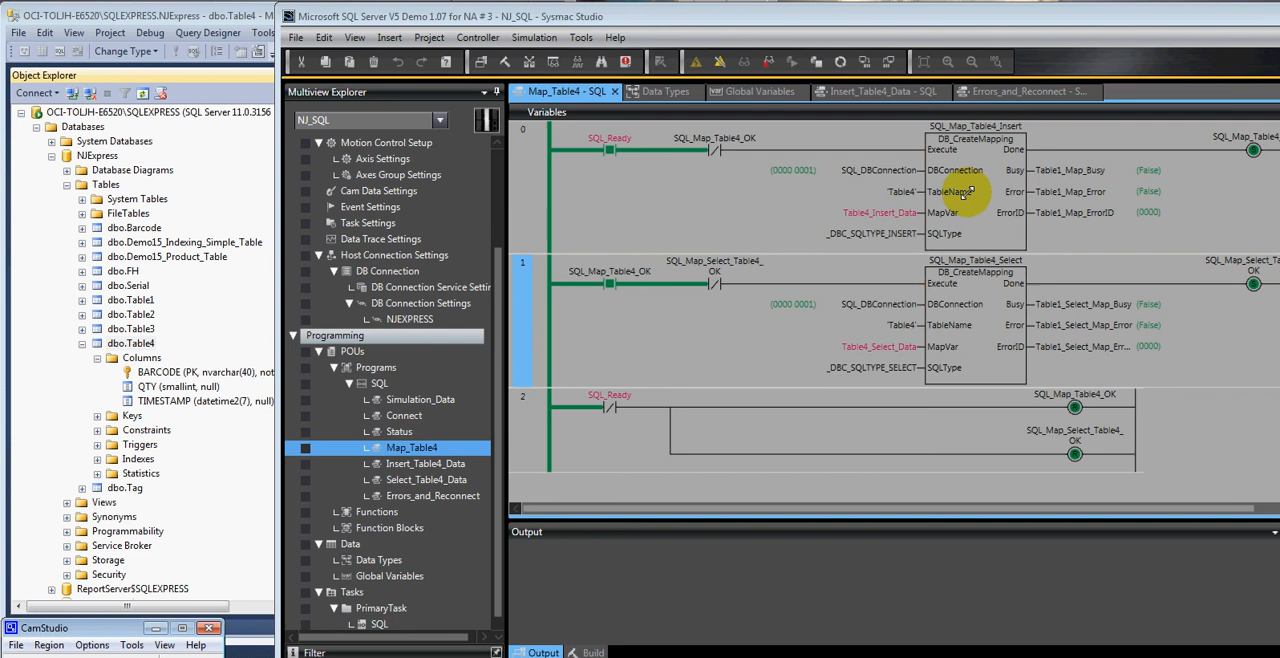 OCI-TOLJH-E6520\SQLEXPRESS.NJExpress - dbo.Table4 - M
File Edit View Project Debug Query Designer Tools
Change Type
Object Explorer
Connect
OCI-TOLJH-E6520\SQLEXPRESS (SQL Server 11.0.3156
Databases
System Databases
NJExpress
Database Diagrams
Tables
System Tables
FileTables
dbo.Barcode
dbo.Demo15_Indexing_Simple_Table
dbo.Demo15_Product_Table
dbo.FH
dbo.Serial
dbo.Table1
dbo.Table2
dbo.Table3
dbo.Table4
Columns
BARCODE (PK, nvarchar(40), not
QTY (smallint, null)
TIMESTAMP (datetime2(7), null)
Keys
Constraints
Triggers
Indexes
Statistics
dbo.Tag
Views
Synonyms
Programmability
Service Broker
Storage
Security
ReportServer$SQLEXPRESS
CamStudio
File Region Options Tools View Help
Microsoft SQL Server V5 Demo 1.07 for NA # 3 - NJ_SQL - Sysmac Studio
File Edit View Insert Project Controller Simulation Tools Help
Multiview Explorer
NJ_SQL
Motion Control Setup
Axis Settings
Axes Group Settings
Cam Data Settings
Event Settings
Task Settings
Data Trace Settings
Host Connection Settings
DB Connection
DB Connection Service Settir
DB Connection Settings
NJEXPRESS
Programming
POUs
Programs
SQL
Simulation_Data
Connect
Status
Map_Table4
Insert_Table4_Data
Select_Table4_Data
Errors_and_Reconnect
Functions
Function Blocks
Data
Data Types
Global Variables
Tasks
PrimaryTask
SQL
Filter
Map_Table4 - SQL Data Types Global Variables Insert_Table4_Data - SQL Errors_and_Reconnect - S...
Variables
0
SQL_Map_Table4_Insert
SQL_Ready SQL_Map_Table4_OK DB_CreateMapping SQL_Map_Table4_
Execute Done
(0000 0001) SQL_DBConnection DBConnection Busy Table1_Map_Busy (False)
'Table4' TableName Error Table1_Map_Error (False)
Table4_Insert_Data MapVar ErrorID Table1_Map_ErrorID (0000)
_DBC_SQLTYPE_INSERT SQLType
1
SQL_Map_Table4_OK SQL_Map_Select_Table4_OK SQL_Map_Table4_Select SQL_Map_Select_Ta OK
DB_CreateMapping
Execute Done
(0000 0001) SQL_DBConnection DBConnection Busy Table1_Select_Map_Busy (False)
'Table4' TableName Error Table1_Select_Map_Error (False)
Table4_Select_Data MapVar ErrorID Table1_Select_Map_Err... (0000)
_DBC_SQLTYPE_SELECT SQLType
2
SQL_Ready SQL_Map_Table4_OK
SQL_Map_Select_Table4_
OK
Output
Output Build